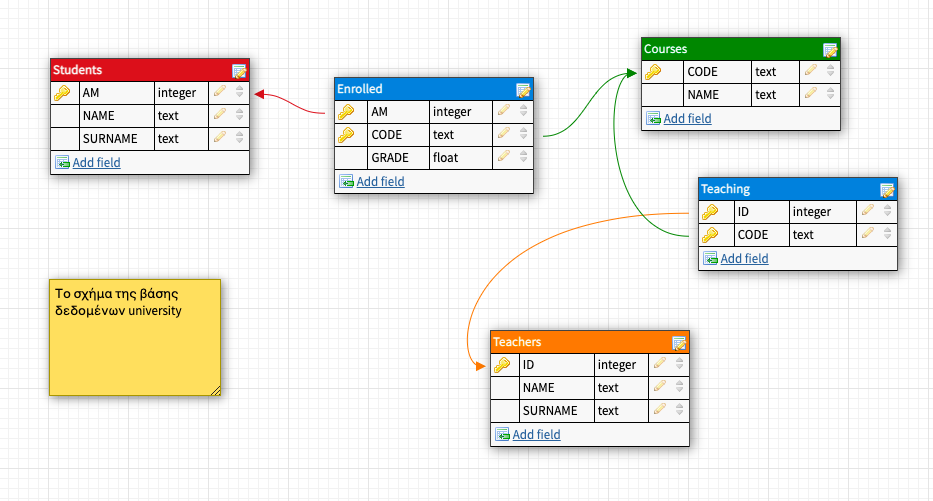 Students
AM integer
NAME text
SURNAME text
Add field
Enrolled
AM integer
CODE text
GRADE float
Add field
Courses
CODE text
NAME text
Add field
Teaching
ID integer
CODE text
Add field
Το σχήμα της βάσης
δεδομένων university
Teachers
ID integer
NAME text
SURNAME text
Add field